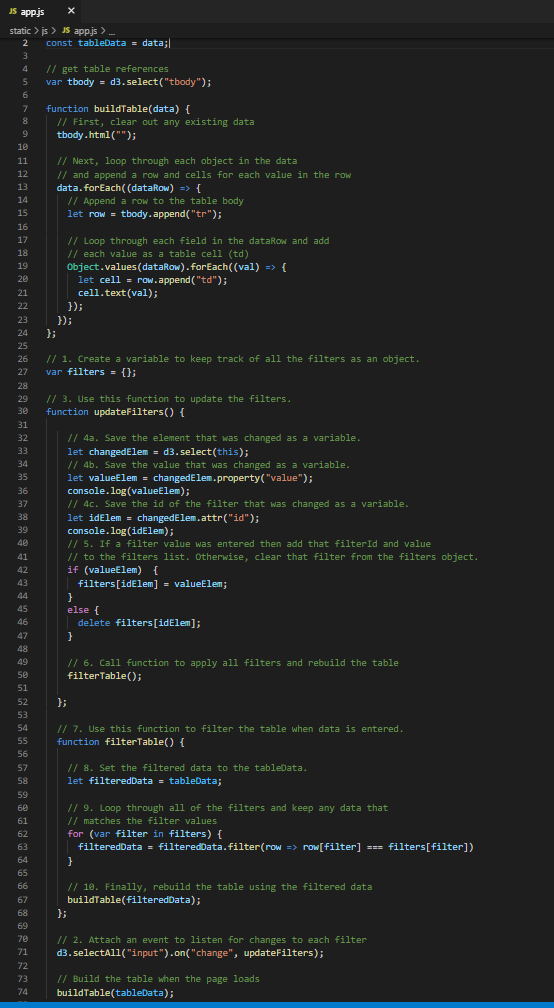 JS app.js ×
static > js > JS app.js > ...
2 const tableData = data;
3
4 // get table references
5 var tbody = d3.select("tbody");
6
7 function buildTable(data) {
8 // First, clear out any existing data
9 tbody.html("");
10
11 // Next, loop through each object in the data
12 // and append a row and cells for each value in the row
13 data.forEach((dataRow) => {
14 // Append a row to the table body
15 let row = tbody.append("tr");
16
17 // Loop through each field in the dataRow and add
18 // each value as a table cell (td)
19 Object.values(dataRow).forEach((val) => {
20 let cell = row.append("td");
21 cell.text(val);
22 });
23 });
24 };
25
26 // 1. Create a variable to keep track of all the filters as an object.
27 var filters = {};
28
29 // 3. Use this function to update the filters.
30 function updateFilters() {
31
32 // 4a. Save the element that was changed as a variable.
33 let changedElem = d3.select(this);
34 // 4b. Save the value that was changed as a variable.
35 let valueElem = changedElem.property("value");
36 console.log(valueElem);
37 // 4c. Save the id of the filter that was changed as a variable.
38 let idElem = changedElem.attr("id");
39 console.log(idElem);
40 // 5. If a filter value was entered then add that filterId and value
41 // to the filters list. Otherwise, clear that filter from the filters object.
42 if (valueElem) {
43 filters[idElem] = valueElem;
44 }
45 else {
46 delete filters[idElem];
47 }
48
49 // 6. Call function to apply all filters and rebuild the table
50 filterTable();
51
52 };
53
54 // 7. Use this function to filter the table when data is entered.
55 function filterTable() {
56
57 // 8. Set the filtered data to the tableData.
58 let filteredData = tableData;
59
60 // 9. Loop through all of the filters and keep any data that
61 // matches the filter values
62 for (var filter in filters) {
63 filteredData = filteredData.filter(row => row[filter] === filters[filter])
64 }
65
66 // 10. Finally, rebuild the table using the filtered data
67 buildTable(filteredData);
68 };
69
70 // 2. Attach an event to listen for changes to each filter
71 d3.selectAll("input").on("change", updateFilters);
72
73 // Build the table when the page loads
74 buildTable(tableData);